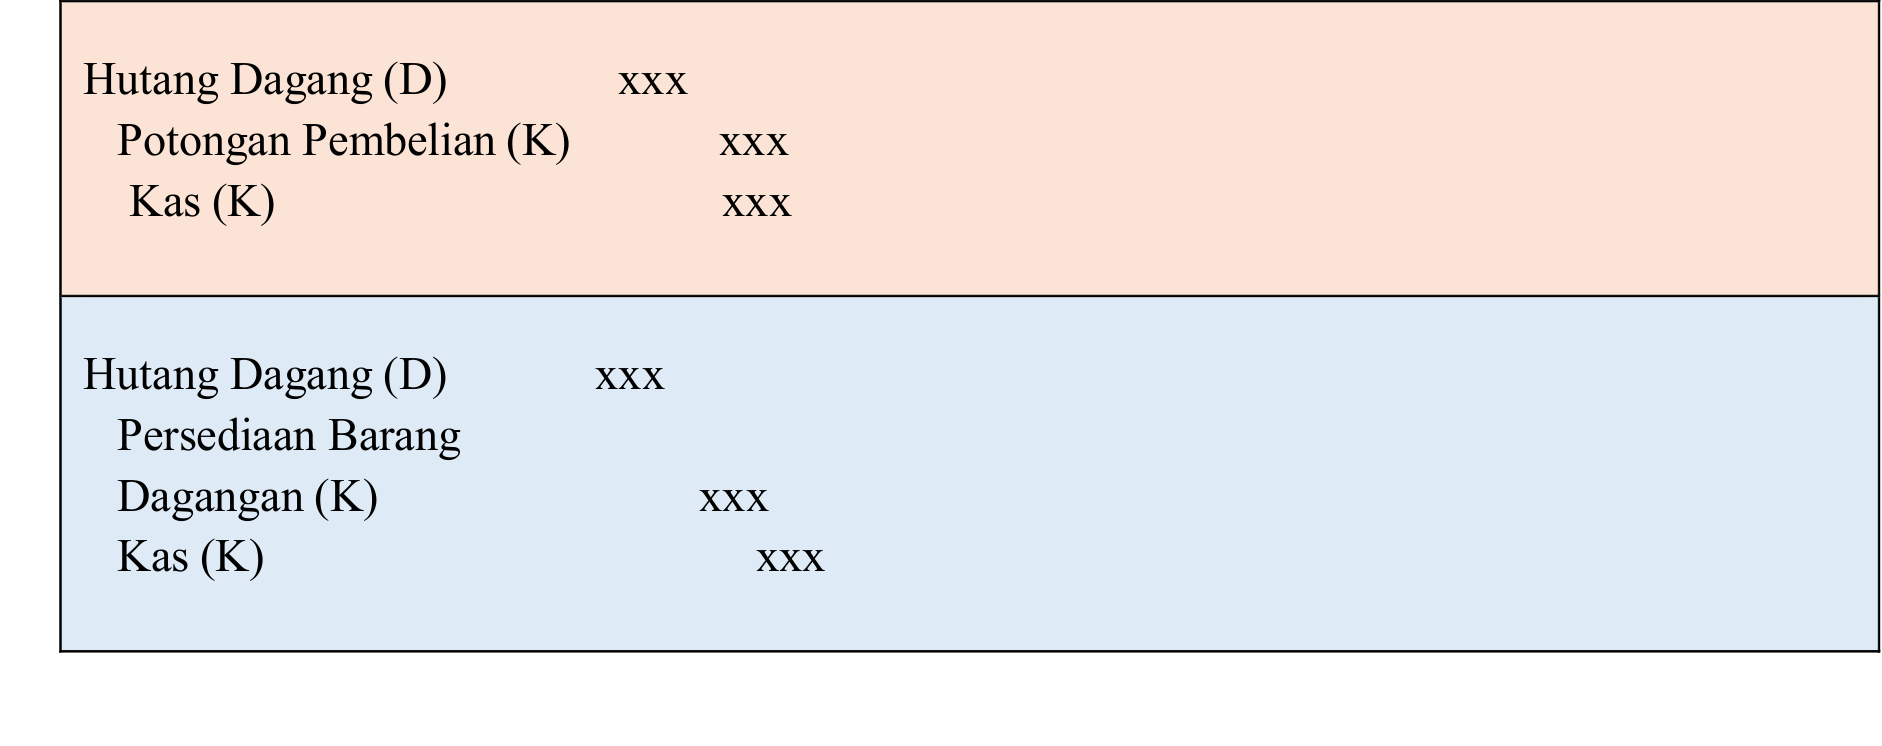 Hutang Dagang (D) xxx
Potongan Pembelian (K) xxx
Kas (K) xxx
Hutang Dagang (D) xxx
Persediaan Barang
Dagangan (K) xxx
Kas (K) xxx